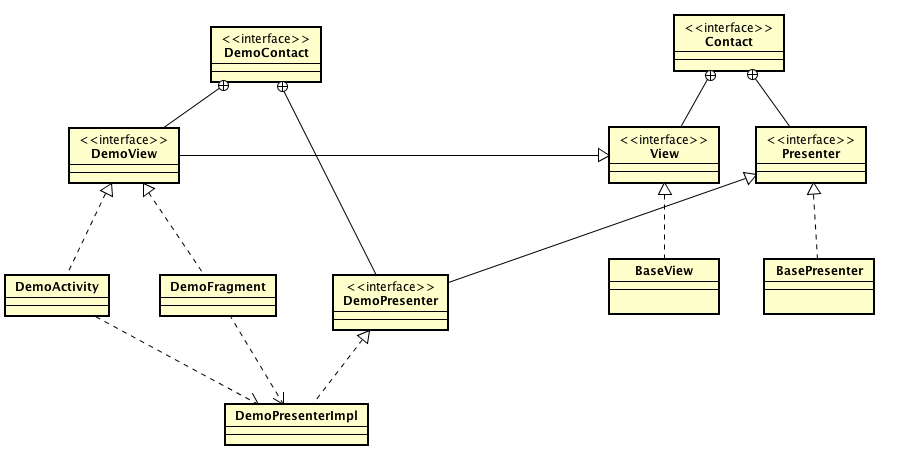 <<interface>>
DemoContact
<<interface>>
Contact
<<interface>>
DemoView
<<interface>>
View
<<interface>>
Presenter
DemoActivity
DemoFragment
<<interface>>
DemoPresenter
BaseView
BasePresenter
DemoPresenterImpl